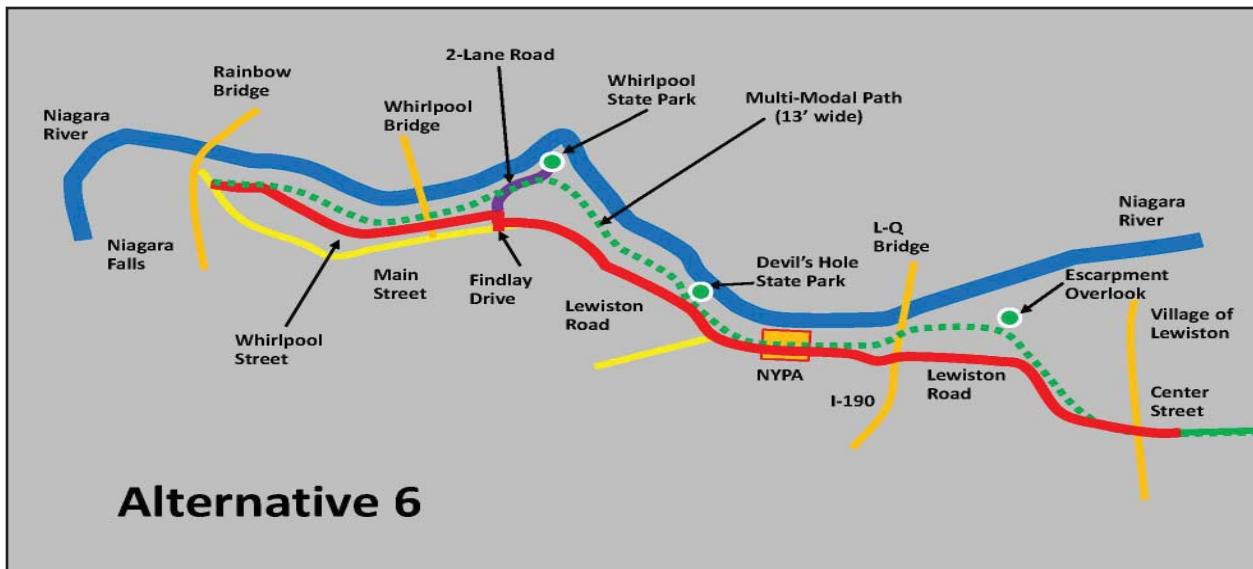 2-Lane Road
Rainbow
Bridge
Whirlpool
State Park
Multi-Modal Path
(13' wide)
Niagara
River
Whirlpool
Bridge
Niagara
River
L-Q
Bridge
Niagara
Falls
Main
Street
Findlay
Drive
Devil's Hole
State Park
Escarpment
Overlook
Lewiston
Road
Village of
Lewiston
Whirlpool
Street
NYPA
Lewiston
Road
I-190
Center
Street
Alternative 6